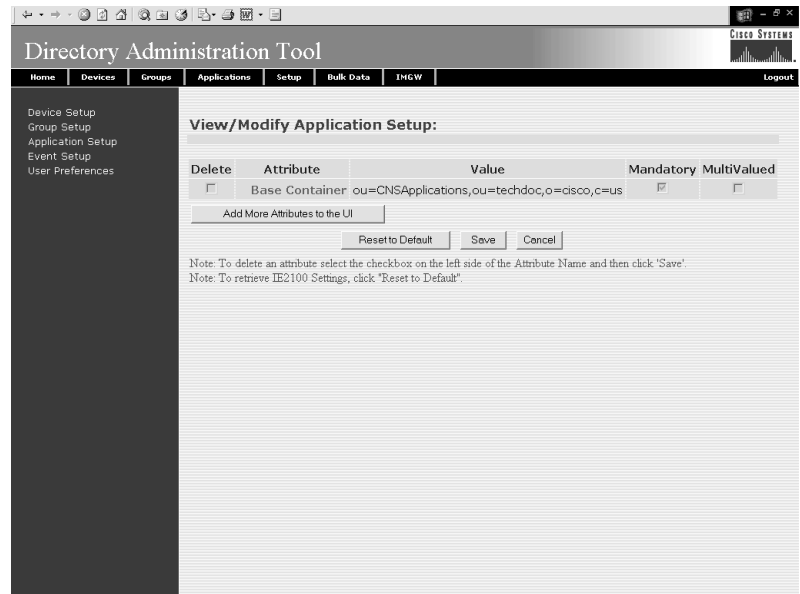 CISCO SYSTEMS
Directory Administration Tool
Home Devices Groups Applications Setup Bulk Data IMGW Logout
Device Setup
Group Setup
Application Setup
Event Setup
User Preferences
View/Modify Application Setup:
Delete Attribute Value Mandatory MultiValued
Base Container ou=CNSApplications,ou=techdoc,o=cisco,c=us
Add More Attributes to the UI
Reset to Default Save Cancel
Note: To delete an attribute select the checkbox on the left side of the Attribute Name and then click 'Save'.
Note: To retrieve IE2100 Settings, click "Reset to Default".